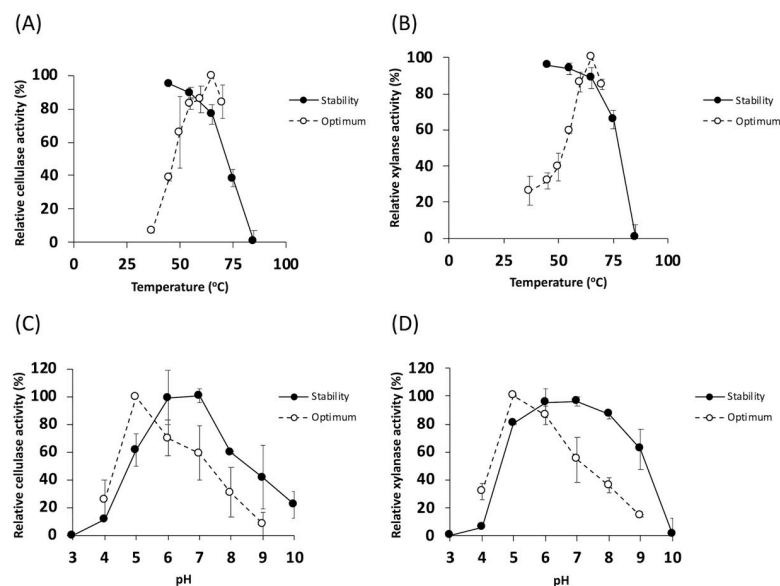 (A)
Relative cellulase activity (%)
120
100
80
60
40
20
0
0 25 50 75 100
Temperature (°C)
Stability
Optimum
(B)
Relative xylanse activity (%)
120
100
80
60
40
20
0
0 25 50 75 100
Temperature (°C)
Stability
Optimum
(C)
Relative cellulase activity (%)
120
100
80
60
40
20
0
3 4 5 6 7 8 9 10
pH
Stability
Optimum
(D)
Relative xylanase activity (%)
120
100
80
60
40
20
0
3 4 5 6 7 8 9 10
pH
Stability
Optimum